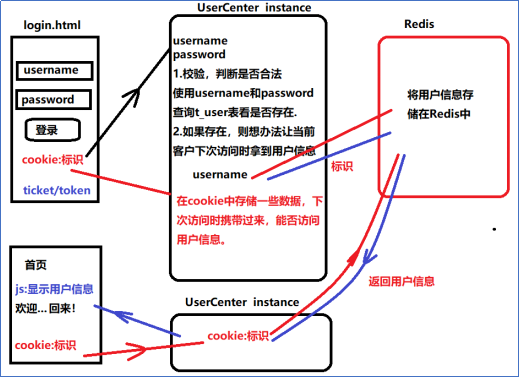 login.html
username
password
登录
cookie:标识
ticket/token
UserCenter instance
username
password
1.校验，判断是否合法
使用username和password
查询t_user表看是否存在.
2.如果存在，则想办法让当前
客户下次访问时拿到用户信息
username
在cookie中存储一些数据，下
次访问时携带过来，能否访问
用户信息。
Redis
将用户信息存
储在Redis中
标识
首页
js:显示用户信息
欢迎...回来！
cookie:标识
UserCenter instance
cookie:标识
返回用户信息